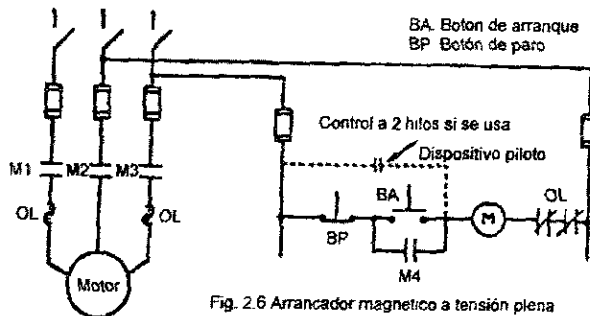 BA. Boton de arranque
BP. Botón de paro
Control a 2 hilos si se usa
Dispositivo piloto
M1
M2
M3
OL
OL
BA
BP
M4
M
OL
Motor
Fig. 2.6 Arrancador magnetico a tensión plena